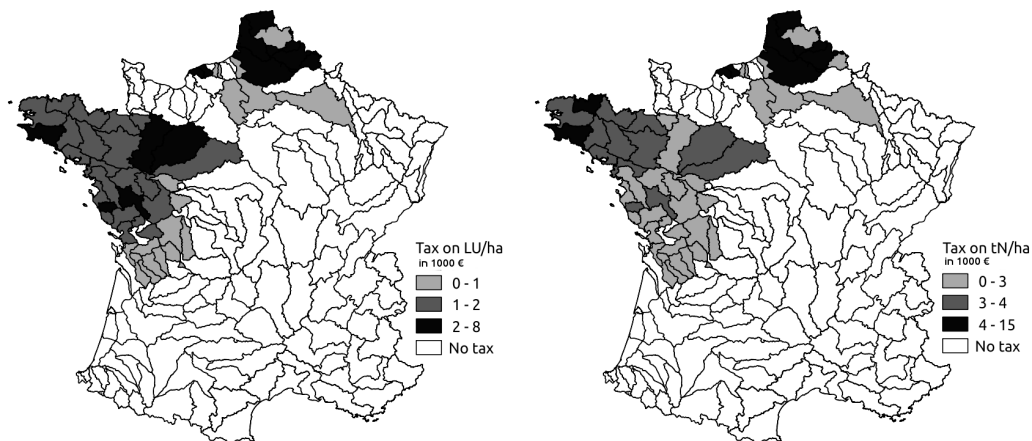 Tax on LU/ha
in 1000 €
0 - 1
1 - 2
2 - 8
No tax
Tax on tN/ha
in 1000 €
0 - 3
3 - 4
4 - 15
No tax